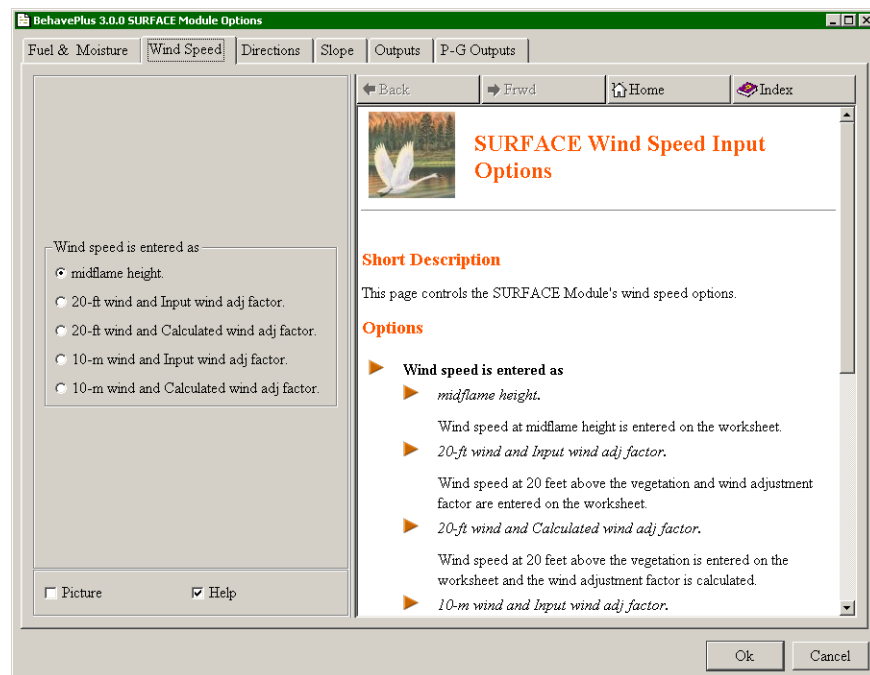 BehavePlus 3.0.0 SURFACE Module Options
Fuel & Moisture Wind Speed Directions Slope Outputs P-G Outputs
Back Frwd Home Index
SURFACE Wind Speed Input
Options
Wind speed is entered as
midflame height.
20-ft wind and Input wind adj factor.
20-ft wind and Calculated wind adj factor.
10-m wind and Input wind adj factor.
10-m wind and Calculated wind adj factor.
Picture Help
Short Description
This page controls the SURFACE Module's wind speed options.
Options
Wind speed is entered as
midflame height.
Wind speed at midflame height is entered on the worksheet.
20-ft wind and Input wind adj factor.
Wind speed at 20 feet above the vegetation and wind adjustment
factor are entered on the worksheet.
20-ft wind and Calculated wind adj factor.
Wind speed at 20 feet above the vegetation is entered on the
worksheet and the wind adjustment factor is calculated.
10-m wind and Input wind adj factor.
Ok Cancel